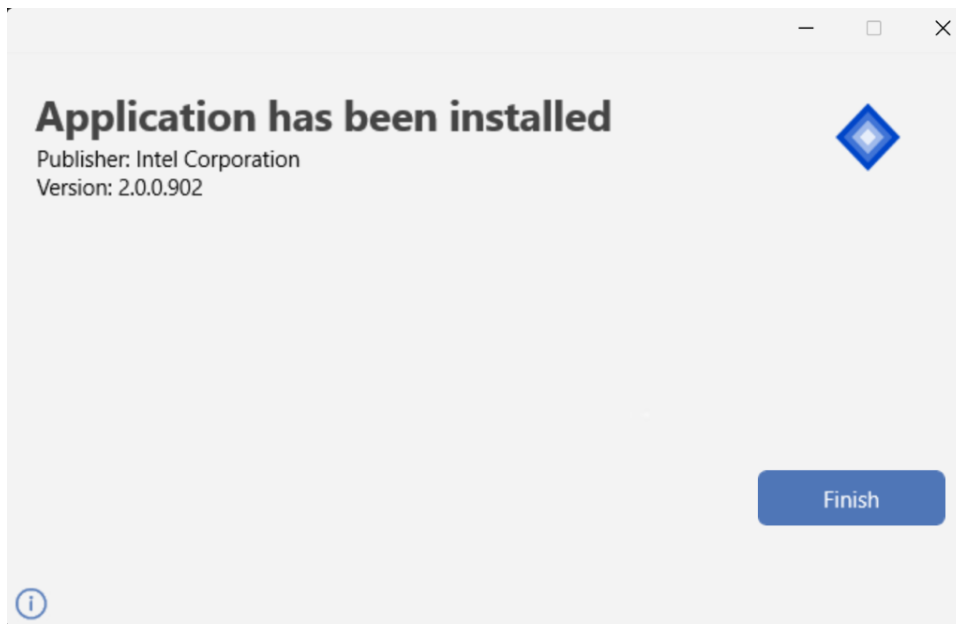 Application has been installed
Publisher: Intel Corporation
Version: 2.0.0.902
Finish
i